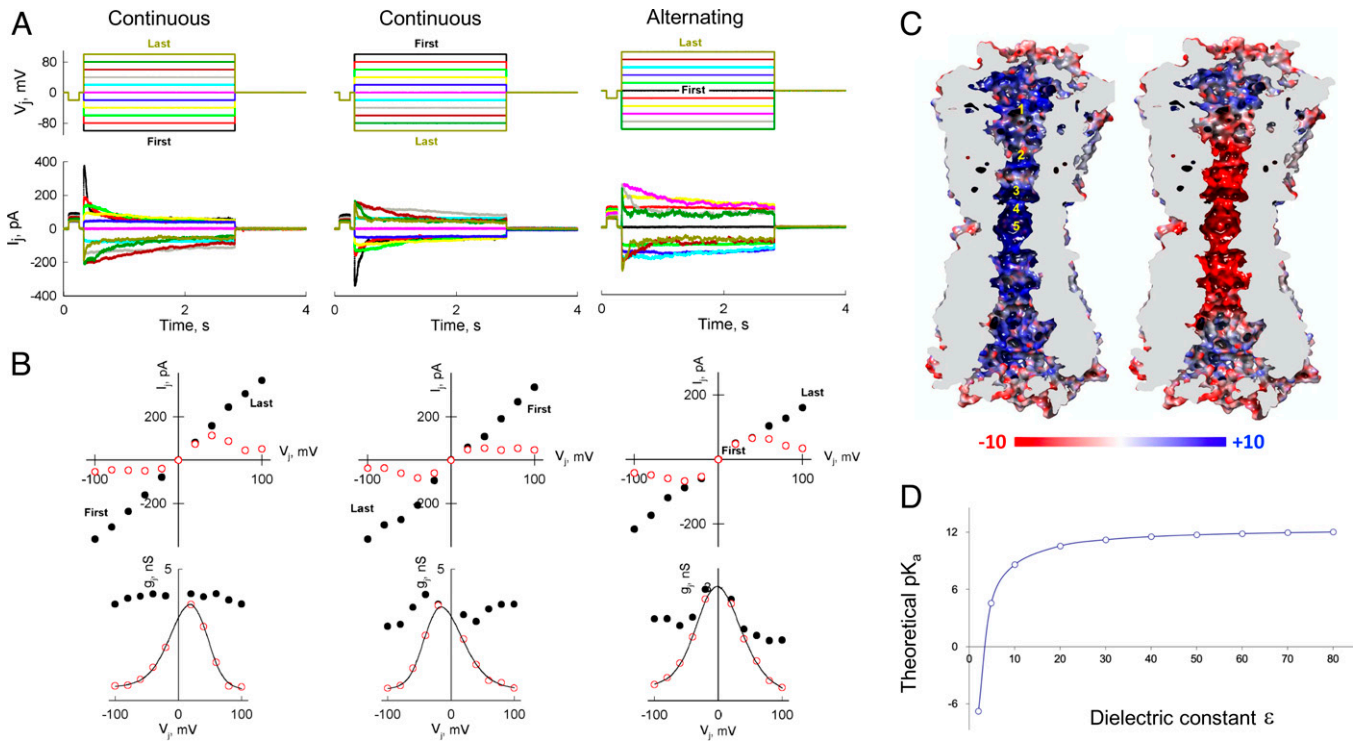 A
Continuous
Continuous
Alternating
Last
First
Last
80
0
-80
Vj, mV
First
First
Last
400
200
0
-200
-400
Ij, pA
0 2 4
0 2 4
0 2 4
Time, s
Time, s
Time, s
B
Ij, pA
Ij, pA
Ij, pA
200
200
200
Last
First
Last
Vj, mV
Vj, mV
Vj, mV
-100
100
-100
100
-100
100
First
Last
First
-200
-200
-200
5
5
5
gj, nS
gj, nS
gj, nS
-100 0 100
-100 0 100
-100 0 100
Vj, mV
Vj, mV
Vj, mV
C
1
2
3
4
5
-10
+10
D
12
6
0
-6
Theoretical pKa
0 10 20 30 40 50 60 70 80
Dielectric constant ε